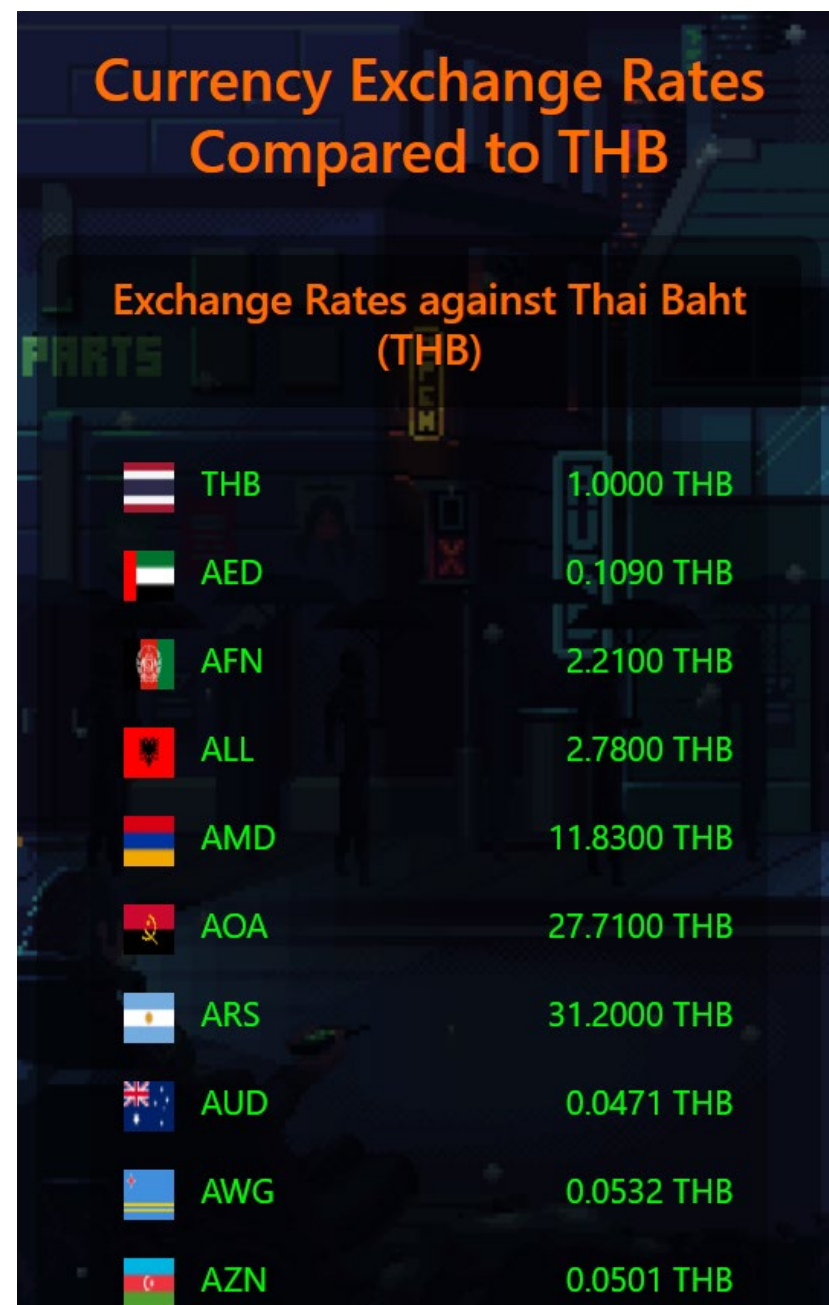 Currency Exchange Rates
Compared to THB
Exchange Rates against Thai Baht
(THB)
PARTS
OPEN
THB 1.0000 THB
AED 0.1090 THB
AFN 2.2100 THB
ALL 2.7800 THB
AMD 11.8300 THB
AOA 27.7100 THB
ARS 31.2000 THB
AUD 0.0471 THB
AWG 0.0532 THB
AZN 0.0501 THB